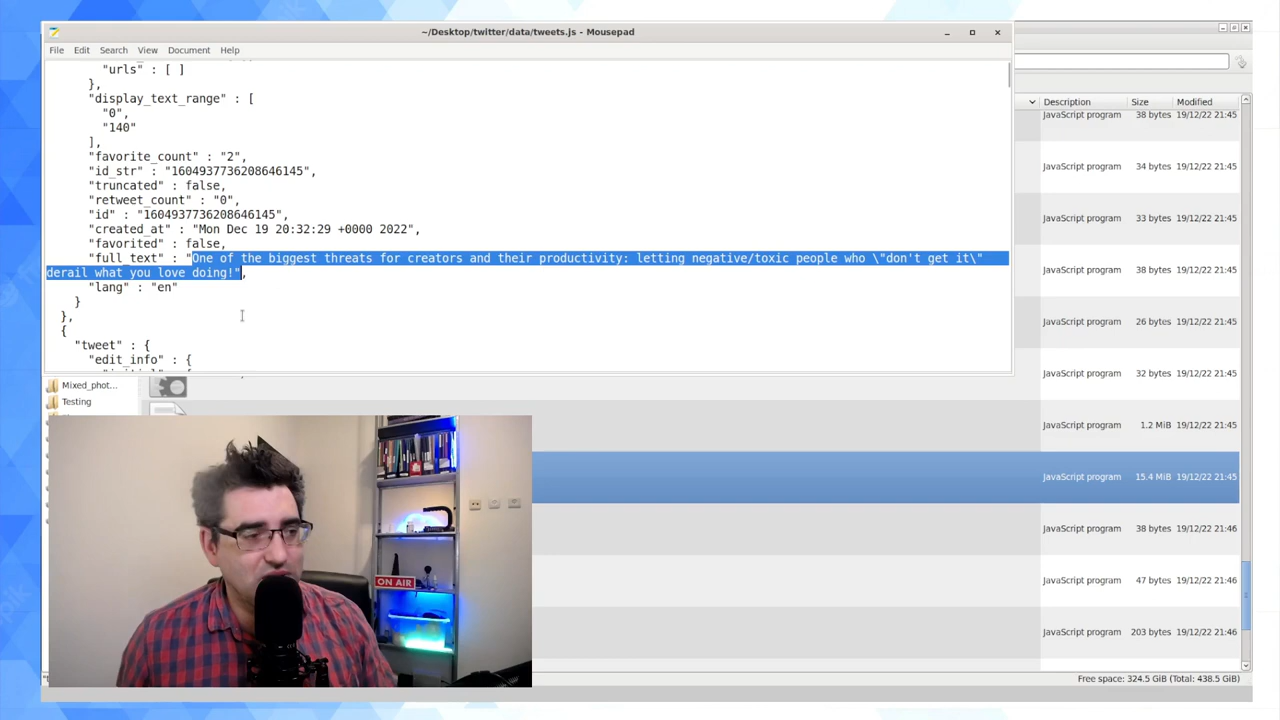 ~/Desktop/twitter/data/tweets.js - Mousepad
File Edit Search View Document Help
"urls" : [ ]
},
"display_text_range" : [
"0",
"140"
],
"favorite_count" : "2",
"id_str" : "1604937736208646145",
"truncated" : false,
"retweet_count" : "0",
"id" : "1604937736208646145",
"created_at" : "Mon Dec 19 20:32:29 +0000 2022",
"favorited" : false,
"full_text" : "One of the biggest threats for creators and their productivity: letting negative/toxic people who \"don't get it\"
derail what you love doing!",
"lang" : "en"
}
},
{
"tweet" : {
"edit_info" : {
Description Size Modified
JavaScript program 38 bytes 19/12/22 21:45
JavaScript program 34 bytes 19/12/22 21:45
JavaScript program 33 bytes 19/12/22 21:45
JavaScript program 38 bytes 19/12/22 21:45
JavaScript program 26 bytes 19/12/22 21:45
JavaScript program 32 bytes 19/12/22 21:45
JavaScript program 1.2 MiB 19/12/22 21:45
JavaScript program 15.4 MiB 19/12/22 21:45
JavaScript program 38 bytes 19/12/22 21:46
JavaScript program 47 bytes 19/12/22 21:46
JavaScript program 203 bytes 19/12/22 21:46
Mixed_phot...
Testing
ON AIR
Free space: 324.5 GiB (Total: 438.5 GiB)